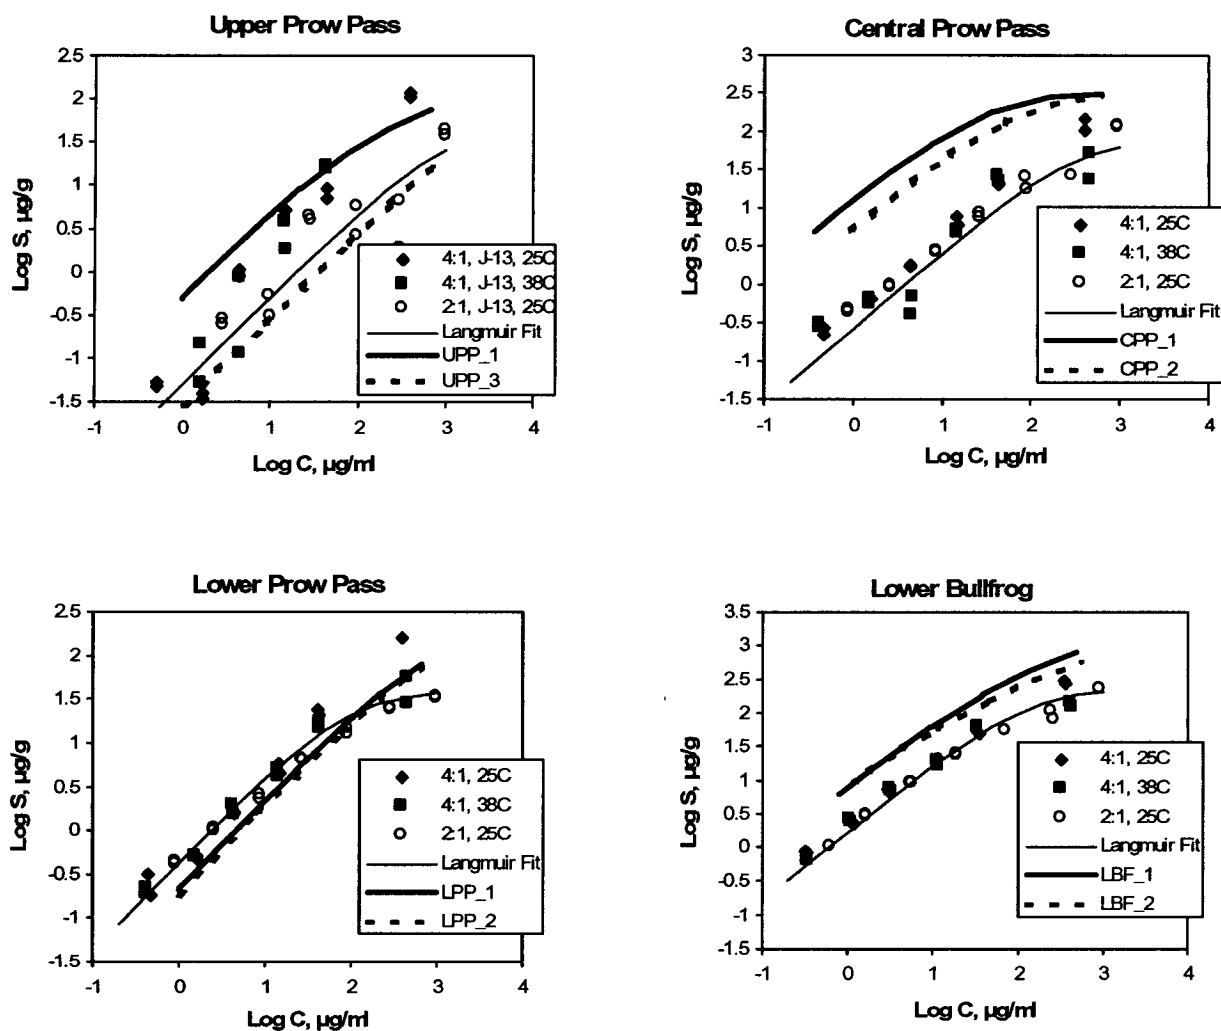 Upper Prow Pass
2.5
2
1.5
1
0.5
0
-0.5
-1
-1.5
Log S, µg/g
-1 0 1 2 3 4
Log C, µg/ml
4:1, J-13, 25C
4:1, J-13, 38C
2:1, J-13, 25C
Langmuir Fit
UPP_1
UPP_3
Central Prow Pass
3
2.5
2
1.5
1
0.5
0
-0.5
-1
-1.5
Log S, µg/g
-1 0 1 2 3 4
Log C, µg/ml
4:1, 25C
4:1, 38C
2:1, 25C
Langmuir Fit
CPP_1
CPP_2
Lower Prow Pass
2.5
2
1.5
1
0.5
0
-0.5
-1
-1.5
Log S, µg/g
-1 0 1 2 3 4
Log C, µg/ml
4:1, 25C
4:1, 38C
2:1, 25C
Langmuir Fit
LPP_1
LPP_2
Lower Bullfrog
3.5
3
2.5
2
1.5
1
0.5
0
-0.5
-1
-1.5
Log S, µg/g
-1 0 1 2 3 4
Log C, µg/ml
4:1, 25C
4:1, 38C
2:1, 25C
Langmuir Fit
LBF_1
LBF_2